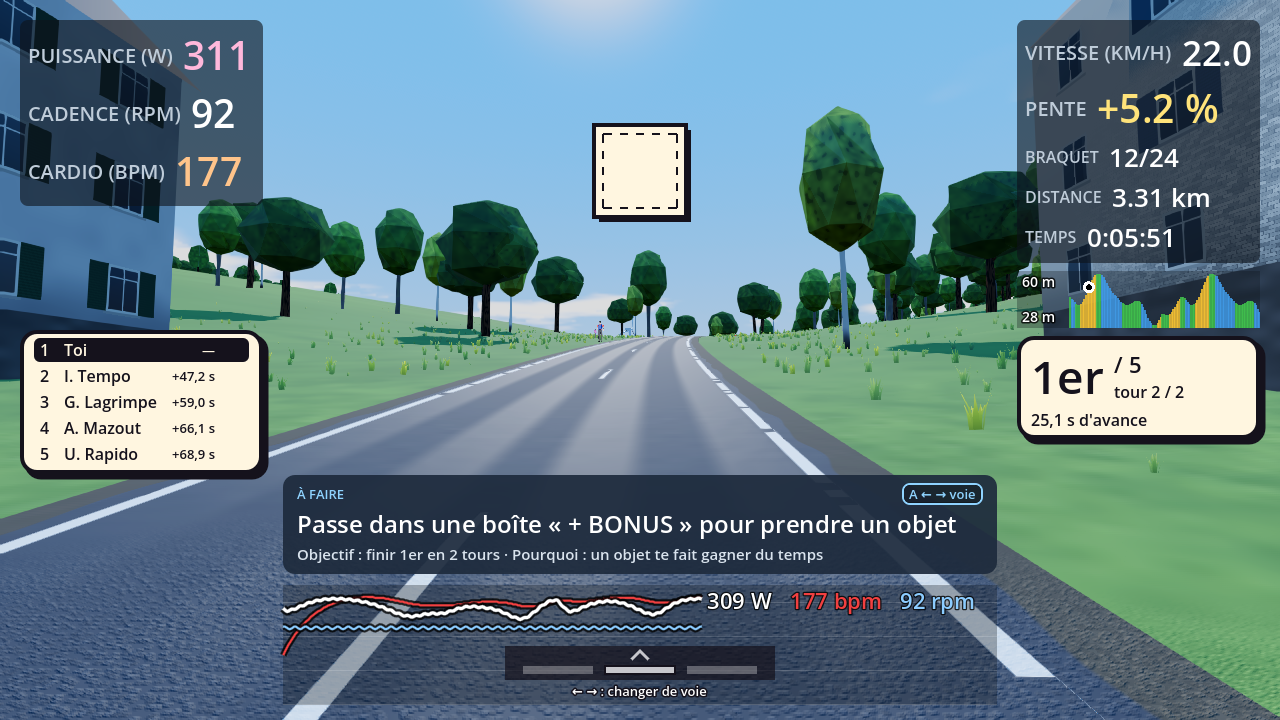 PUISSANCE (W) 311
CADENCE (RPM) 92
CARDIO (BPM) 177
VITESSE (KM/H) 22.0
PENTE +5.2 %
BRAQUET 12/24
DISTANCE 3.31 km
TEMPS 0:05:51
60 m
28 m
1 Toi —
2 I. Tempo +47,2 s
3 G. Lagrimpe +59,0 s
4 A. Mazout +66,1 s
5 U. Rapido +68,9 s
1er / 5
tour 2 / 2
25,1 s d'avance
À FAIRE
A ← → voie
Passe dans une boîte « + BONUS » pour prendre un objet
Objectif : finir 1er en 2 tours · Pourquoi : un objet te fait gagner du temps
309 W 177 bpm 92 rpm
← → : changer de voie